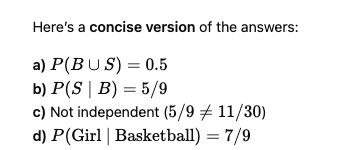 Here's a concise version of the answers:
a) P(B ∪ S) = 0.5
b) P(S | B) = 5/9
c) Not independent (5/9 ≠ 11/30)
d) P(Girl | Basketball) = 7/9